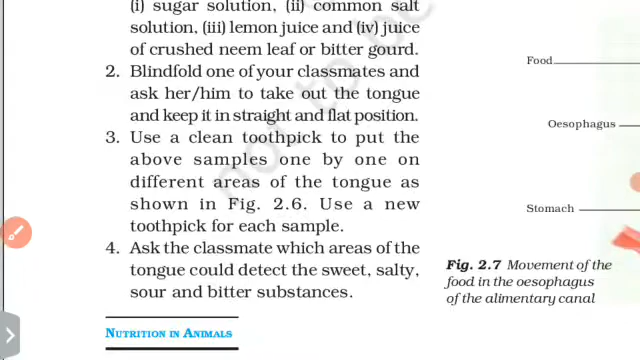 (i) sugar solution, (ii) common salt
solution, (iii) lemon juice and (iv) juice
of crushed neem leaf or bitter gourd.
2. Blindfold one of your classmates and
ask her/him to take out the tongue
and keep it in straight and flat position.
3. Use a clean toothpick to put the
above samples one by one on
different areas of the tongue as
shown in Fig. 2.6. Use a new
toothpick for each sample.
4. Ask the classmate which areas of the
tongue could detect the sweet, salty,
sour and bitter substances.
NUTRITION IN ANIMALS
Food
Oesophagus
Stomach
Fig. 2.7 Movement of the
food in the oesophagus
of the alimentary canal
not to be